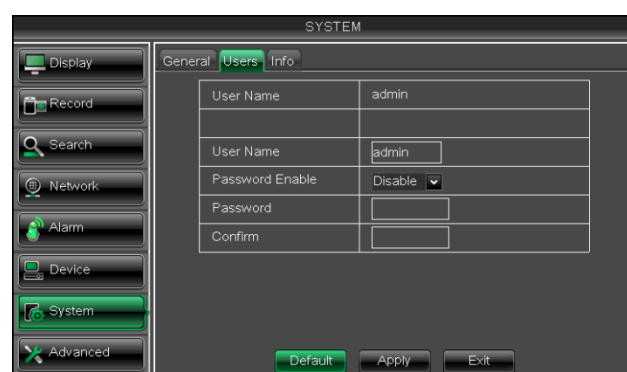 SYSTEM
Display
Record
Search
Network
Alarm
Device
System
Advanced
General Users Info
User Name admin
User Name admin
Password Enable Disable
Password
Confirm
Default Apply Exit